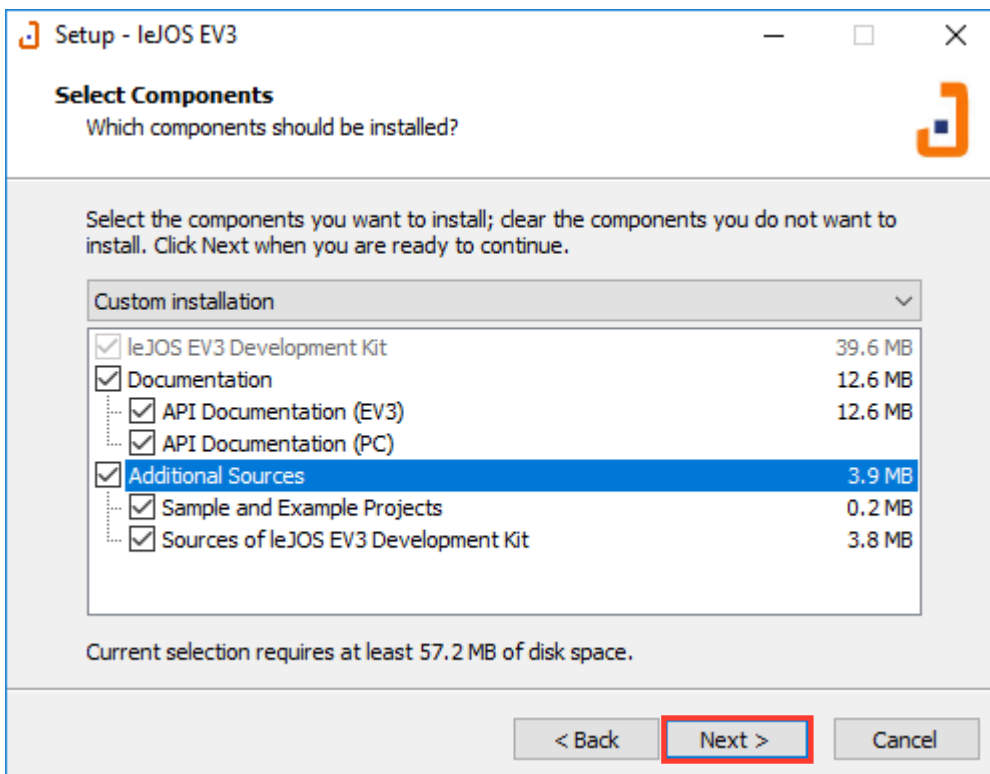 Setup - leJOS EV3
Select Components
Which components should be installed?
Select the components you want to install; clear the components you do not want to
install. Click Next when you are ready to continue.
Custom installation
leJOS EV3 Development Kit 39.6 MB
Documentation 12.6 MB
API Documentation (EV3) 12.6 MB
API Documentation (PC)
Additional Sources 3.9 MB
Sample and Example Projects 0.2 MB
Sources of leJOS EV3 Development Kit 3.8 MB
Current selection requires at least 57.2 MB of disk space.
< Back Next > Cancel